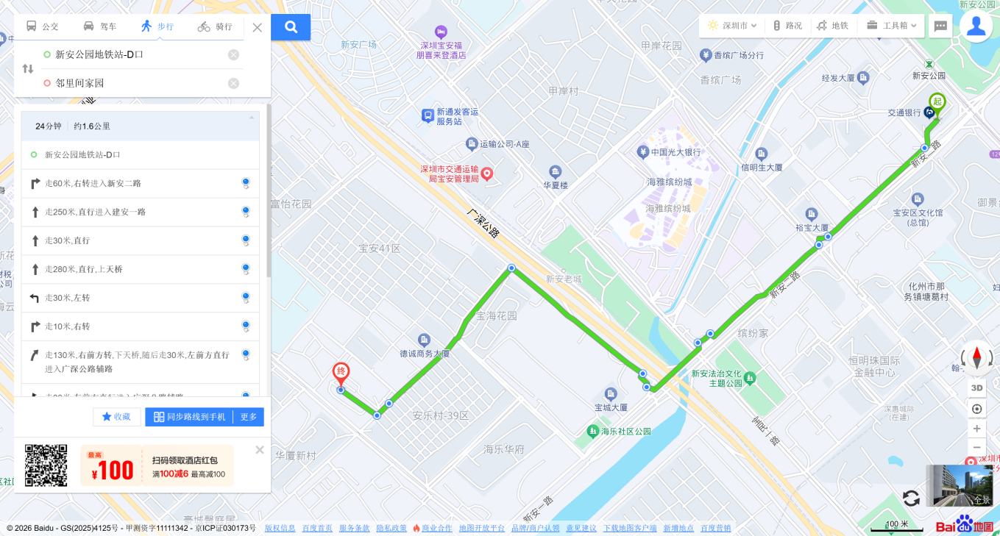 公交
驾车
步行
骑行
新安公园地铁站-D口
邻里间家园
24分钟
约1.6公里
新安公园地铁站-D口
走60米,右转进入新安二路
走250米,直行进入建安一路
走30米,直行
走280米,直行,上天桥
走30米,左转
走10米,右转
走130米,右前方转,下天桥,随后走30米,左前方直行
进入广深公路辅路
收藏
同步路线到手机
更多
最高
¥100
扫码领取酒店红包
满100减6 最高减100
深圳市
路况
地铁
工具箱
新安公园
新安广场
深圳宝安福
朋喜来登酒店
甲岸花园
香缤广场分行
香缤广场
经发大厦
新安公园
起
交通银行
甲岸村
新通发客运
服务站
运输公司-A座
中国光大银行
信明生大厦
新安二路
深圳市交通运输
局宝安管理局
华夏楼
海雅缤纷城
海雅缤纷城
富怡花园
广深公路
宝安区文化馆
(总馆)
御景
裕宝大厦
宝安41区
新安老城
新安二路
化州市那
务镇塘葛村
宝海花园
缤纷家
德诚商务大厦
终
恒明珠国际
金融中心
新安法治文化
主题公园
宝城大厦
安乐村-39区
海乐社区公园
宝民一路
深惠城际
(在建)
华厦新村
海乐华府
新安一路
豪城馨庭居
3D
全景
100 米
Bai du 地图
© 2026 Baidu - GS(2025)4125号 - 甲测资字11111342 - 京ICP证030173号
版权信息
百度首页
服务条款
隐私政策
商业合作
地图开放平台
品牌/商户认领
意见建议
下载地图客户端
新增地点
百度营销